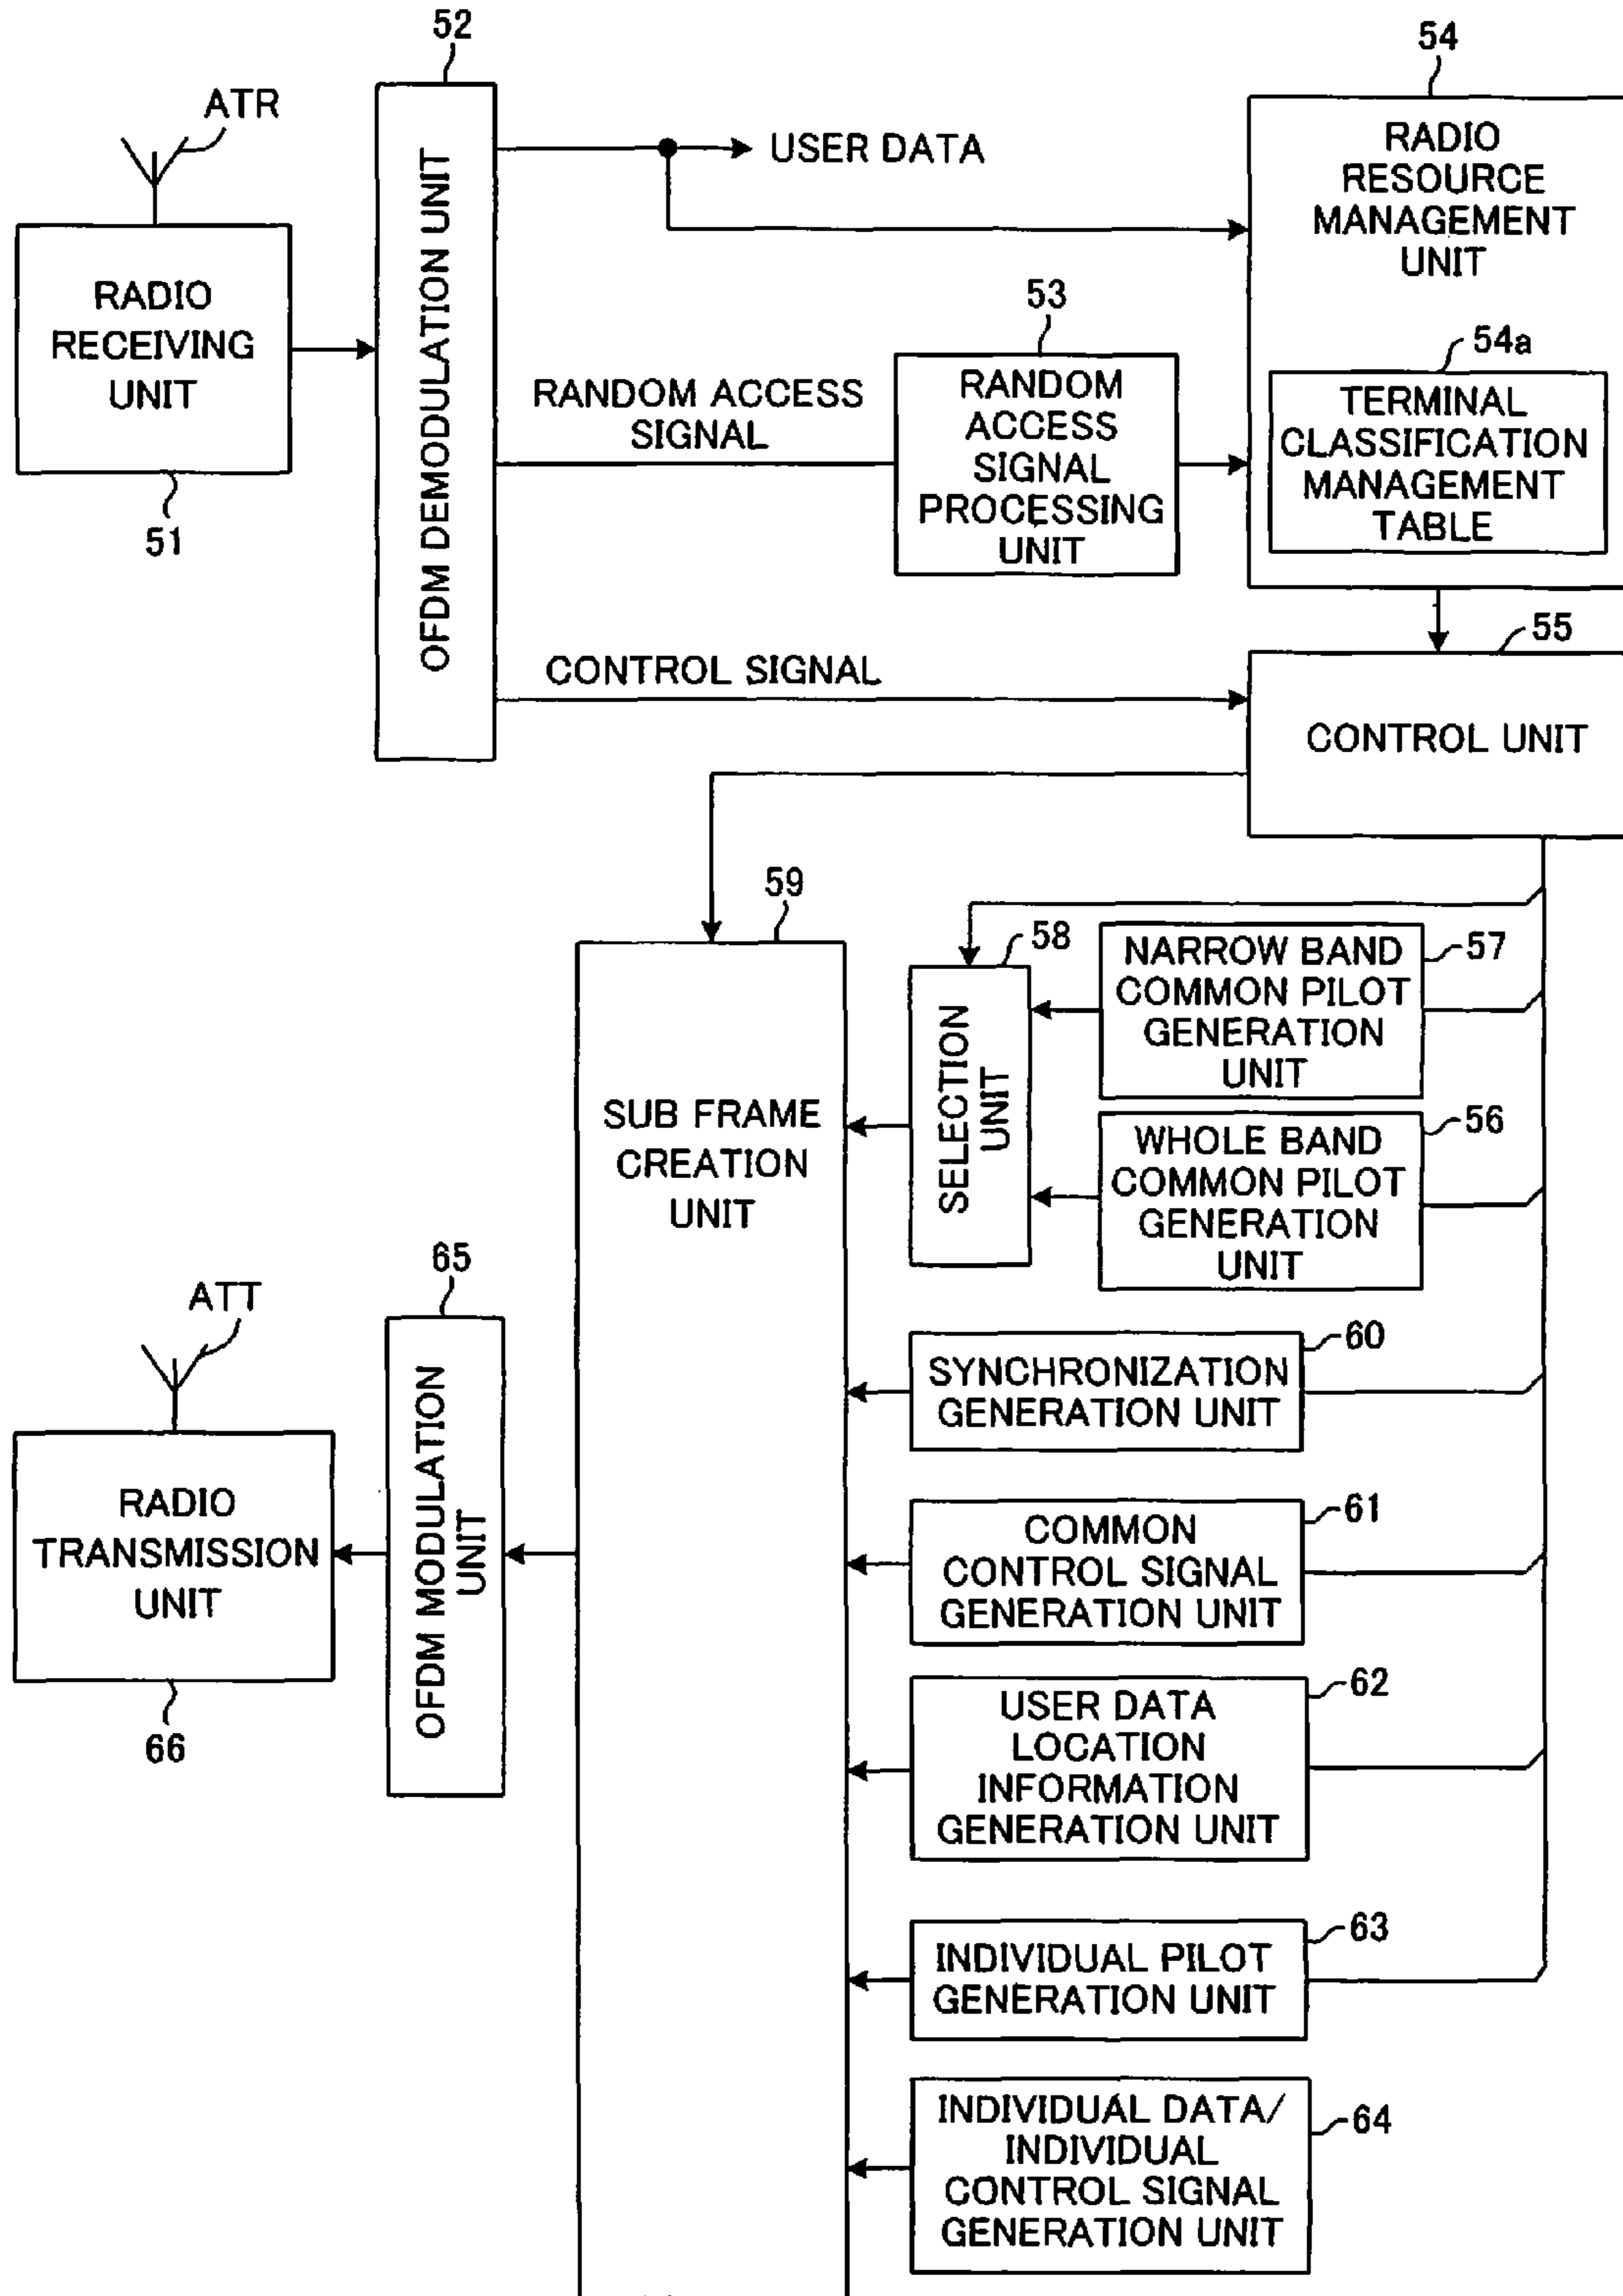 52
54
ATR
OFDM DEMODULATION UNIT
USER DATA
RADIO
RESOURCE
MANAGEMENT
UNIT
RADIO
RECEIVING
UNIT
51
53
54a
RANDOM ACCESS
SIGNAL
RANDOM
ACCESS
SIGNAL
PROCESSING
UNIT
TERMINAL
CLASSIFICATION
MANAGEMENT
TABLE
55
CONTROL SIGNAL
CONTROL UNIT
59
58
57
NARROW BAND
COMMON PILOT
GENERATION
UNIT
SELECTION
UNIT
SUB FRAME
CREATION
UNIT
56
WHOLE BAND
COMMON PILOT
GENERATION
UNIT
65
ATT
60
SYNCHRONIZATION
GENERATION UNIT
OFDM MODULATION
UNIT
RADIO
TRANSMISSION
UNIT
66
61
COMMON
CONTROL SIGNAL
GENERATION UNIT
62
USER DATA
LOCATION
INFORMATION
GENERATION UNIT
63
INDIVIDUAL PILOT
GENERATION UNIT
64
INDIVIDUAL DATA/
INDIVIDUAL
CONTROL SIGNAL
GENERATION UNIT